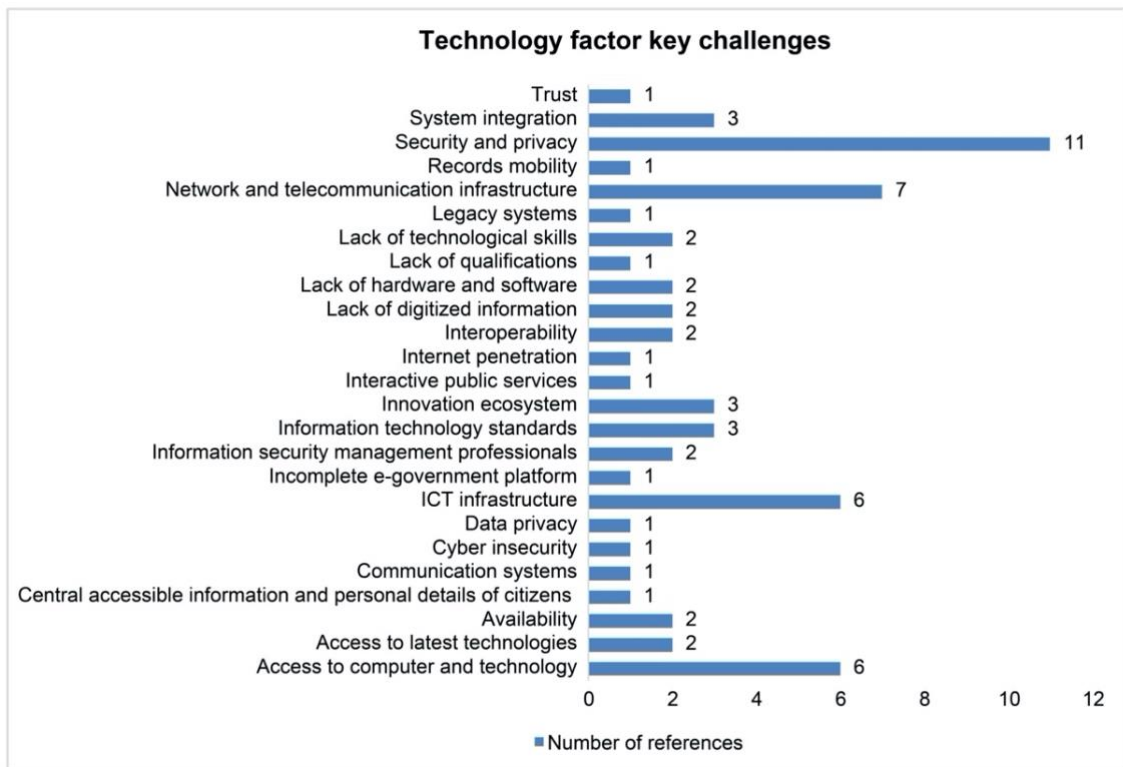 Technology factor key challenges
Trust 1
System integration 3
Security and privacy 11
Records mobility 1
Network and telecommunication infrastructure 7
Legacy systems 1
Lack of technological skills 2
Lack of qualifications 1
Lack of hardware and software 2
Lack of digitized information 2
Interoperability 2
Internet penetration 1
Interactive public services 1
Innovation ecosystem 3
Information technology standards 3
Information security management professionals 2
Incomplete e-government platform 1
ICT infrastructure 6
Data privacy 1
Cyber insecurity 1
Communication systems 1
Central accessible information and personal details of citizens 1
Availability 2
Access to latest technologies 2
Access to computer and technology 6
0 2 4 6 8 10 12
Number of references